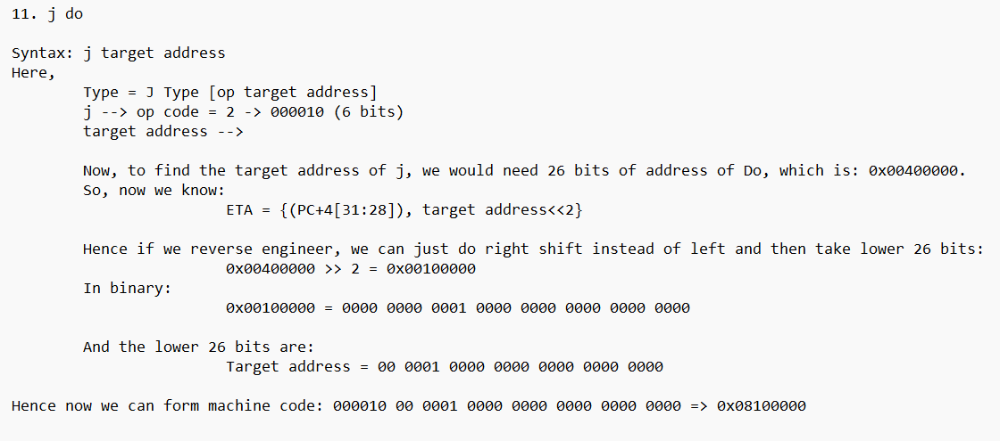 11. j do
Syntax: j target address
Here,
Type = J Type [op target address]
j --> op code = 2 -> 000010 (6 bits)
target address -->
Now, to find the target address of j, we would need 26 bits of address of Do, which is: 0x00400000.
So, now we know:
ETA = {(PC+4[31:28]), target address<<2}
Hence if we reverse engineer, we can just do right shift instead of left and then take lower 26 bits:
0x00400000 >> 2 = 0x00100000
In binary:
0x00100000 = 0000 0000 0001 0000 0000 0000 0000 0000
And the lower 26 bits are:
Target address = 00 0001 0000 0000 0000 0000 0000
Hence now we can form machine code: 000010 00 0001 0000 0000 0000 0000 0000 => 0x08100000